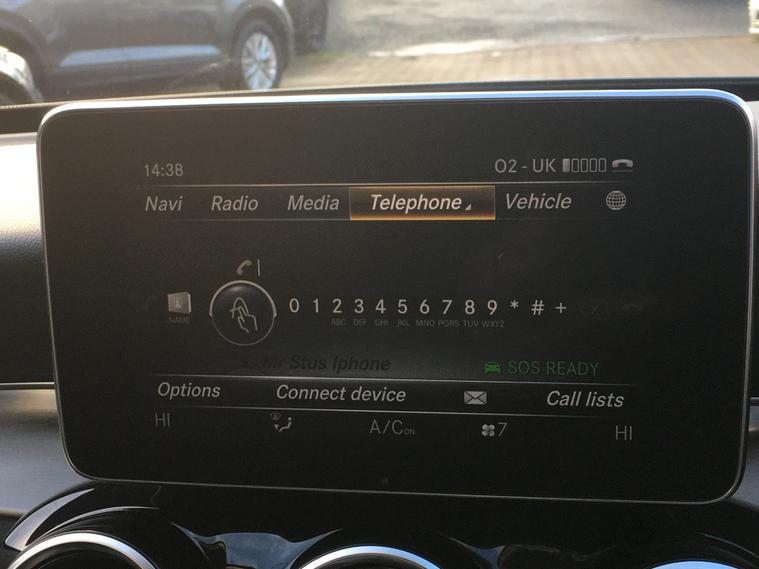 14:38 O2 - UK
Navi Radio Media Telephone Vehicle
NAME 0 1 2 3 4 5 6 7 8 9 * # +
ABC DEF GHI JKL MNO PQRS TUV WXYZ
Mr Stus Iphone SOS READY
Options Connect device Call lists
HI A/C ON 7 HI